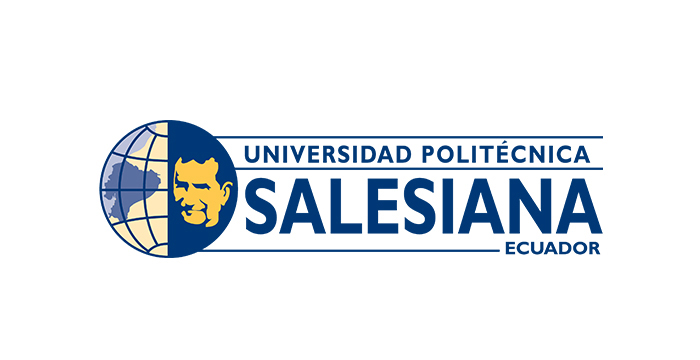 UNIVERSIDAD POLITÉCNICA
SALESIANA
ECUADOR